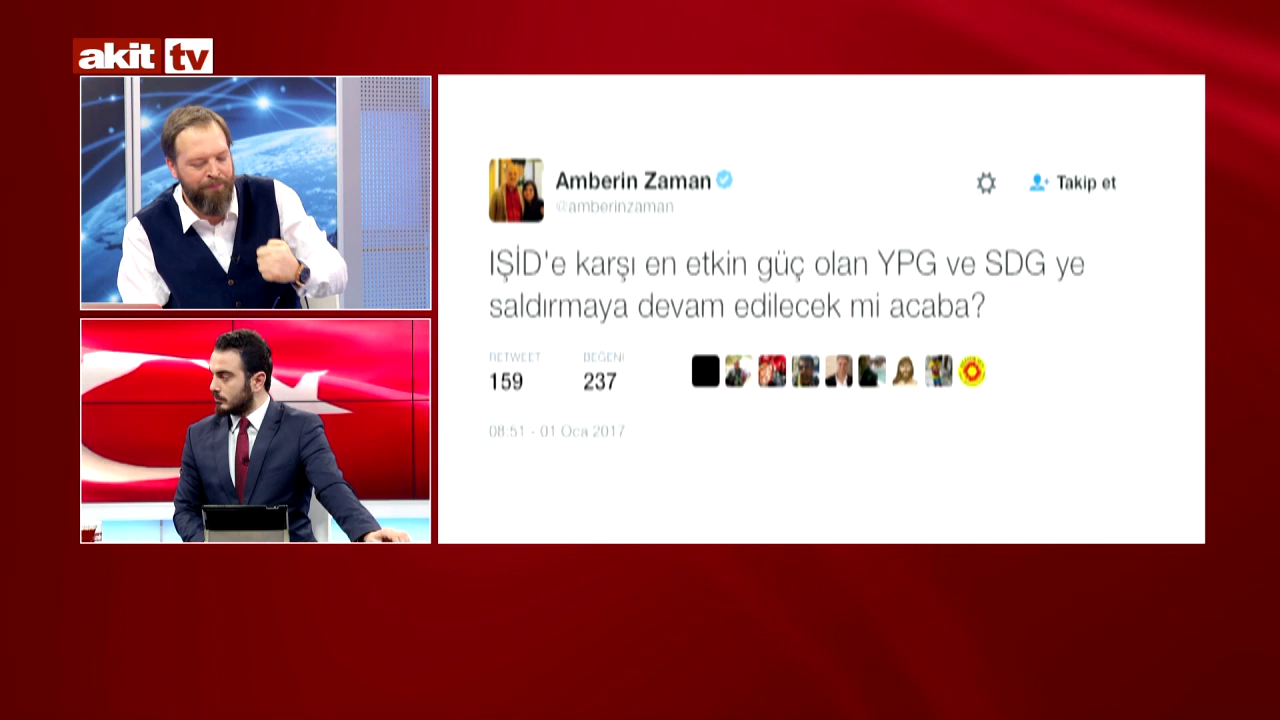 akit tv
Amberin Zaman
@amberinzaman
Takip et
IŞİD'e karşı en etkin güç olan YPG ve SDG ye
saldırmaya devam edilecek mi acaba?
RETWEET BEĞENİ
159 237
08:51 - 01 Oca 2017